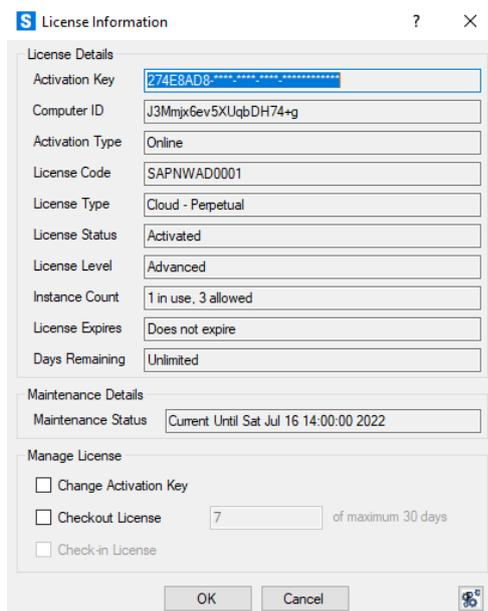 S License Information ? ×
License Details
Activation Key 274E8AD8-****-****-****-************
Computer ID J3Mmjx6ev5XUqbDH74+g
Activation Type Online
License Code SAPNWAD0001
License Type Cloud - Perpetual
License Status Activated
License Level Advanced
Instance Count 1 in use, 3 allowed
License Expires Does not expire
Days Remaining Unlimited
Maintenance Details
Maintenance Status Current Until Sat Jul 16 14:00:00 2022
Manage License
Change Activation Key
Checkout License 7 of maximum 30 days
Check-in License
OK Cancel